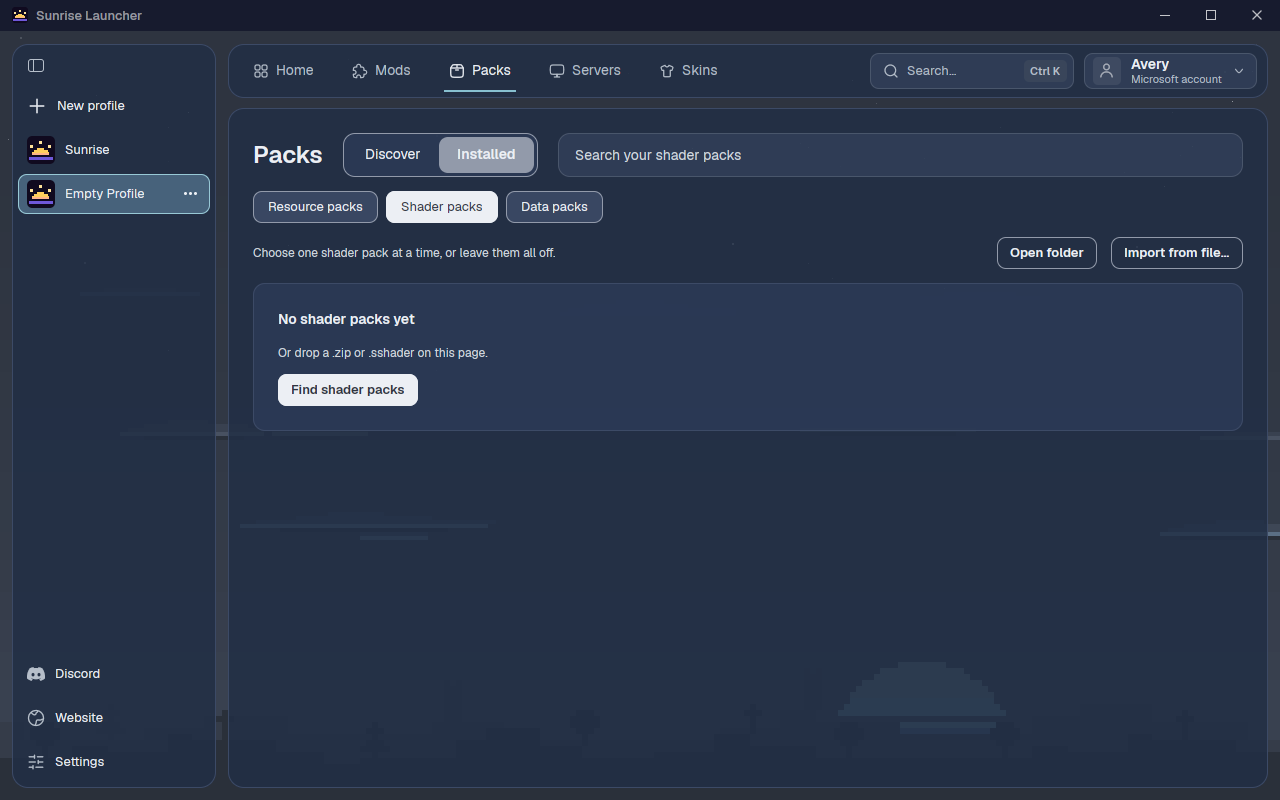 Sunrise Launcher
New profile
Sunrise
Empty Profile
Discord
Website
Settings
Home
Mods
Packs
Servers
Skins
Search...
Ctrl K
Avery
Microsoft account
Packs
Discover
Installed
Search your shader packs
Resource packs
Shader packs
Data packs
Choose one shader pack at a time, or leave them all off.
Open folder
Import from file...
No shader packs yet
Or drop a .zip or .sshader on this page.
Find shader packs